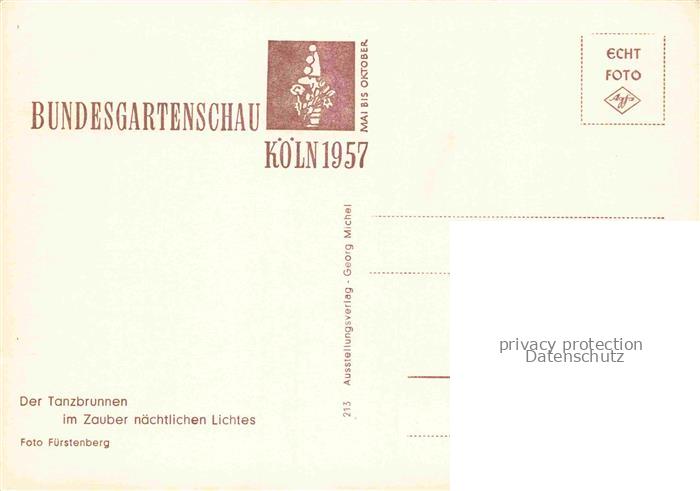 BUNDESGARTENSCHAU
MAI BIS OKTOBER
KÖLN 1957
ECHT
FOTO
Agfa
213 Ausstellungsverlag - Georg Michel
privacy protection
Datenschutz
Der Tanzbrunnen
im Zauber nächtlichen Lichtes
Foto Fürstenberg